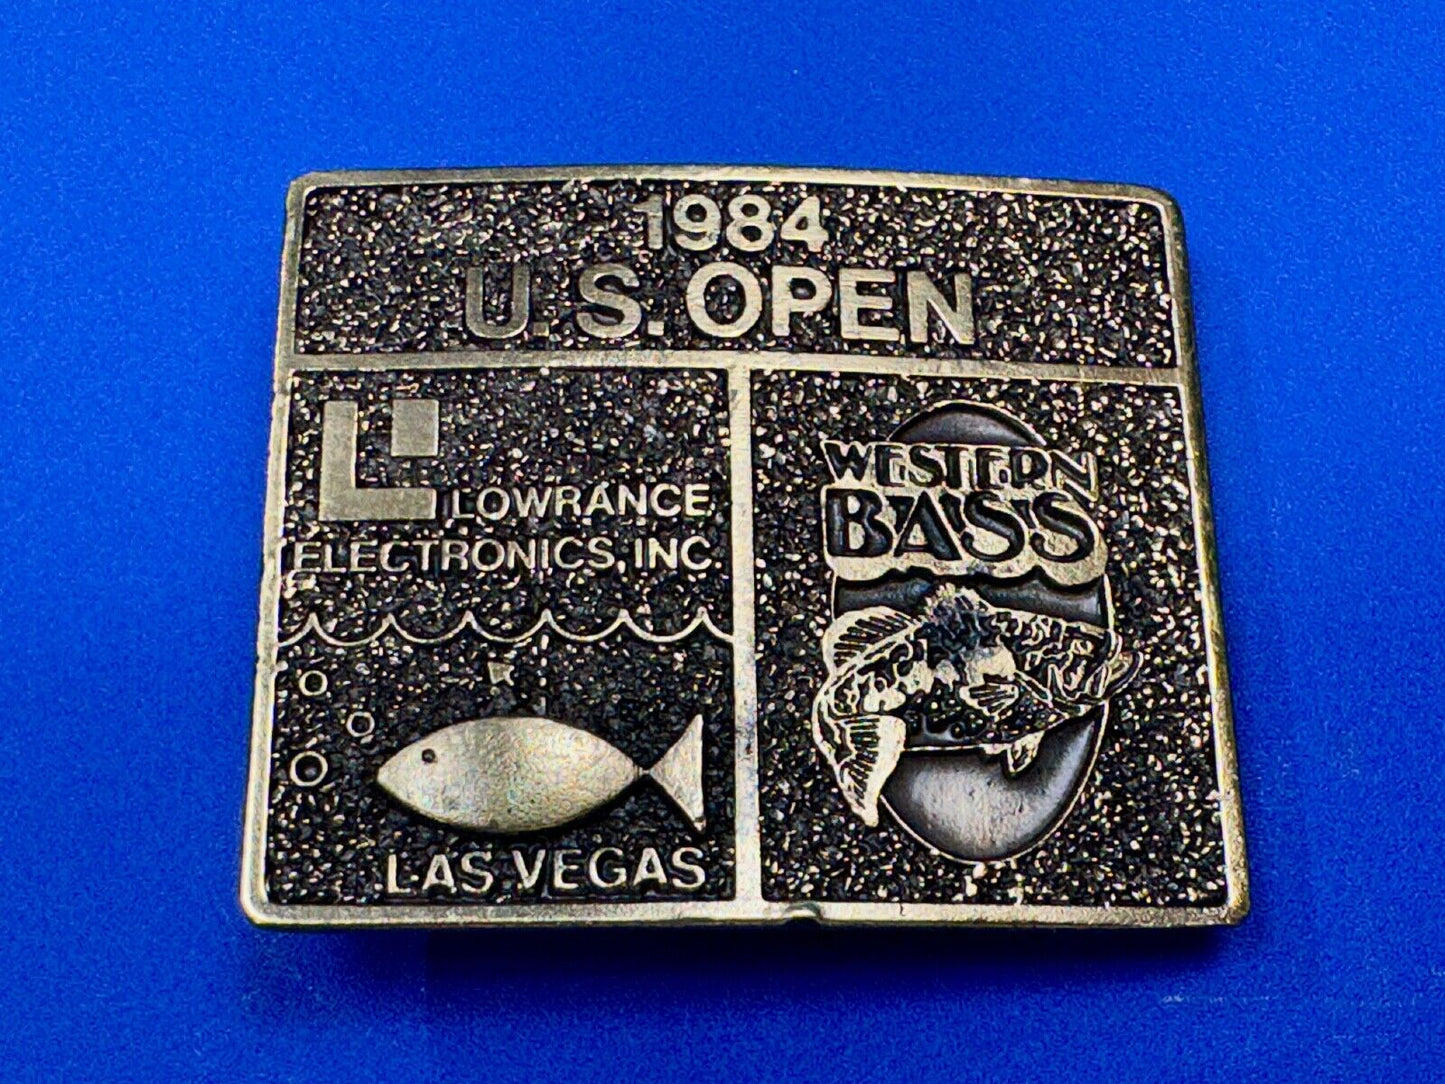 1984
U.S. OPEN
LOWRANCE
ELECTRONICS, INC.
LAS VEGAS
WESTERN
BASS